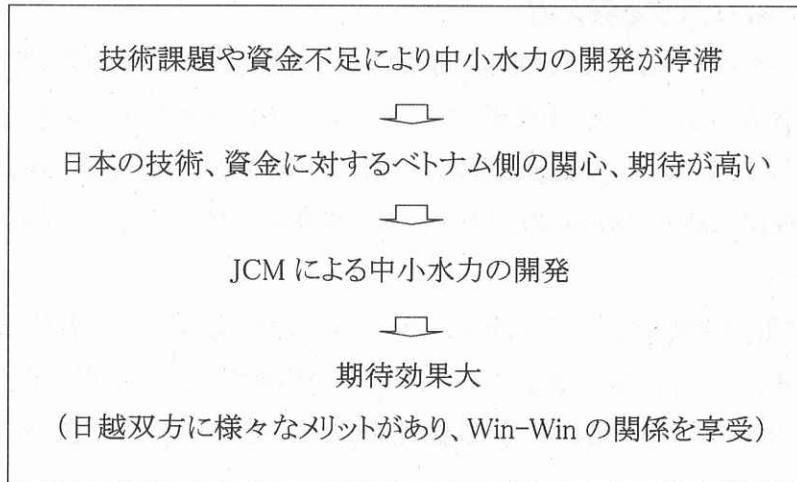 技術課題や資金不足により中小水力の開発が停滞
日本の技術、資金に対するベトナム側の関心、期待が高い
JCM による中小水力の開発
期待効果大
（日越双方に様々なメリットがあり、Win-Win の関係を享受）